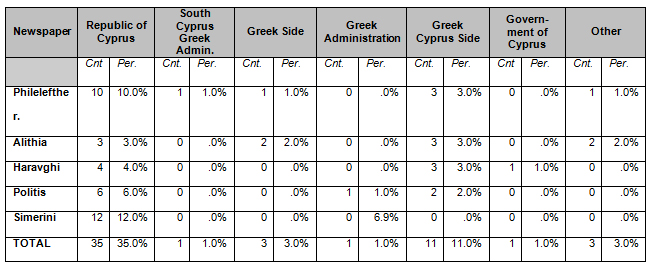 Newspaper Republic of Cyprus South Cyprus Greek Admin. Greek Side Greek Administration Greek Cyprus Side Govern-ment of Cyprus Other
Cnt Per. Cnt. Per. Cnt. Per. Cnt. Per. Cnt. Per. Cnt. Per. Cnt. Per.
Philelefther. 10 10.0% 1 1.0% 1 1.0% 0 .0% 3 3.0% 0 .0% 1 1.0%
Alithia 3 3.0% 0 .0% 2 2.0% 0 .0% 3 3.0% 0 .0% 2 2.0%
Haravghi 4 4.0% 0 .0% 0 .0% 0 .0% 3 3.0% 1 1.0% 0 .0%
Politis 6 6.0% 0 .0% 0 .0% 1 1.0% 2 2.0% 0 .0% 0 .0%
Simerini 12 12.0% 0 .0% 0 .0% 0 6.9% 0 .0% 0 .0% 0 .0%
TOTAL 35 35.0% 1 1.0% 3 3.0% 1 1.0% 11 11.0% 1 1.0% 3 3.0%